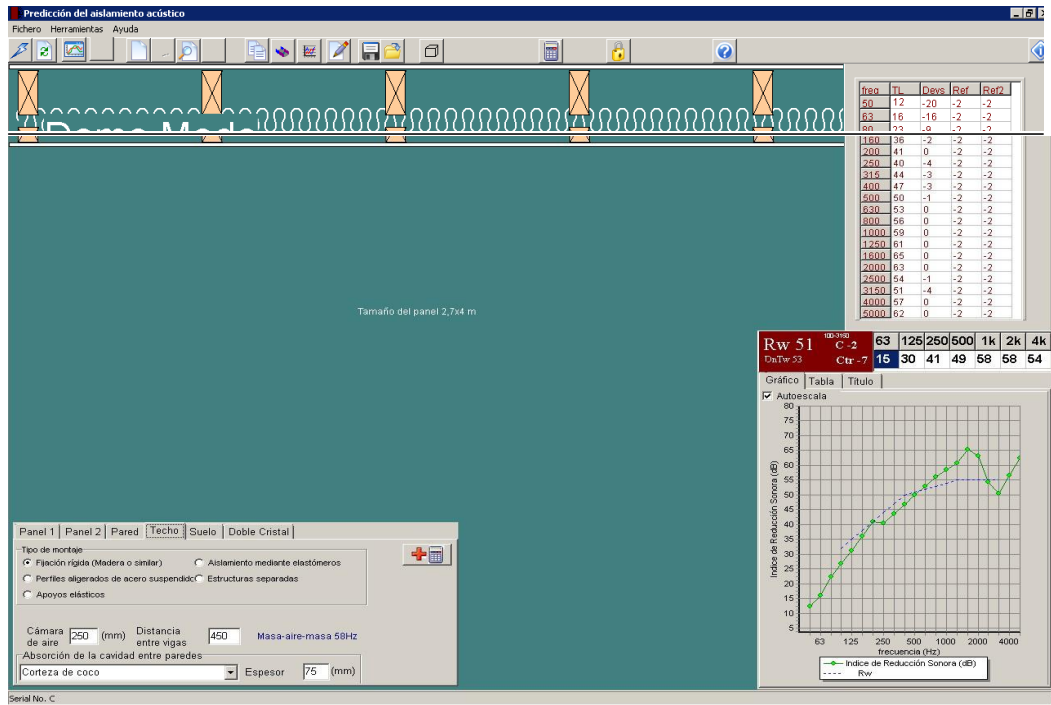 Predicción del aislamiento acústico
Fichero Herramientas Ayuda
freq TL Devs Ref Ref2
50 12 -20 -2 -2
63 16 -16 -2 -2
80 23 -9 -2 -2
160 36 -2 -2 -2
200 41 0 -2 -2
250 40 -4 -2 -2
315 44 -3 -2 -2
400 47 -3 -2 -2
500 50 -1 -2 -2
630 53 0 -2 -2
800 56 0 -2 -2
1000 59 0 -2 -2
1250 61 0 -2 -2
1600 65 0 -2 -2
2000 63 0 -2 -2
2500 54 -1 -2 -2
3150 51 -4 -2 -2
4000 57 0 -2 -2
5000 62 0 -2 -2
Tamaño del panel 2,7x4 m
Rw 51 100-3150 C -2
DnTw 53 Ctr -7
63 125 250 500 1k 2k 4k
15 30 41 49 58 58 54
Gráfico Tabla Título
Autoescala
80
75
70
65
60
55
50
45
40
35
30
25
20
15
10
5
Indice de Reducción Sonora (dB)
63 125 250 500 1000 2000 4000
frecuencia (Hz)
Indice de Reducción Sonora (dB)
Rw
Panel 1 Panel 2 Pared Techo Suelo Doble Cristal
Tipo de montaje
Fijación rígida (Madera o similar) Aislamiento mediante elastómeros
Perfiles aligerados de acero suspendidc Estructuras separadas
Apoyos elásticos
Cámara de aire 250 (mm) Distancia entre vigas 450 Masa-aire-masa 58Hz
Absorción de la cavidad entre paredes
Corteza de coco Espesor 75 (mm)
Serial No. C